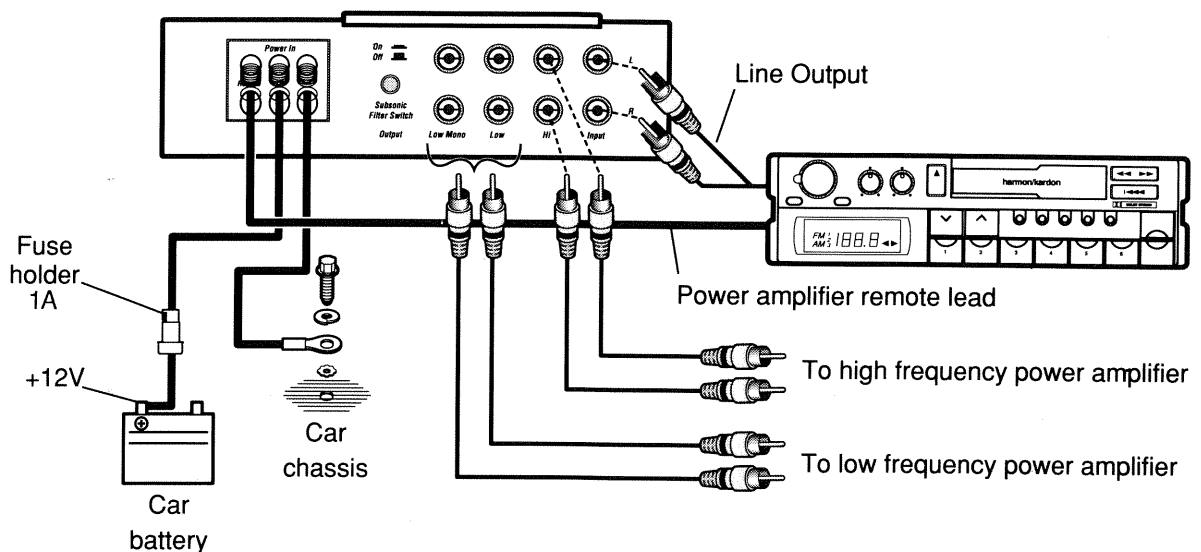 Power In
On
Off
Subsonic
Filter Switch
Output
Low Mono
Low
Hi
Input
L
R
Line Output
harmon/kardon
FM 1
AM 5
188.8
1 2 3 4 5 6
Power amplifier remote lead
Fuse
holder
1A
+12V
Car
battery
Car
chassis
To high frequency power amplifier
To low frequency power amplifier